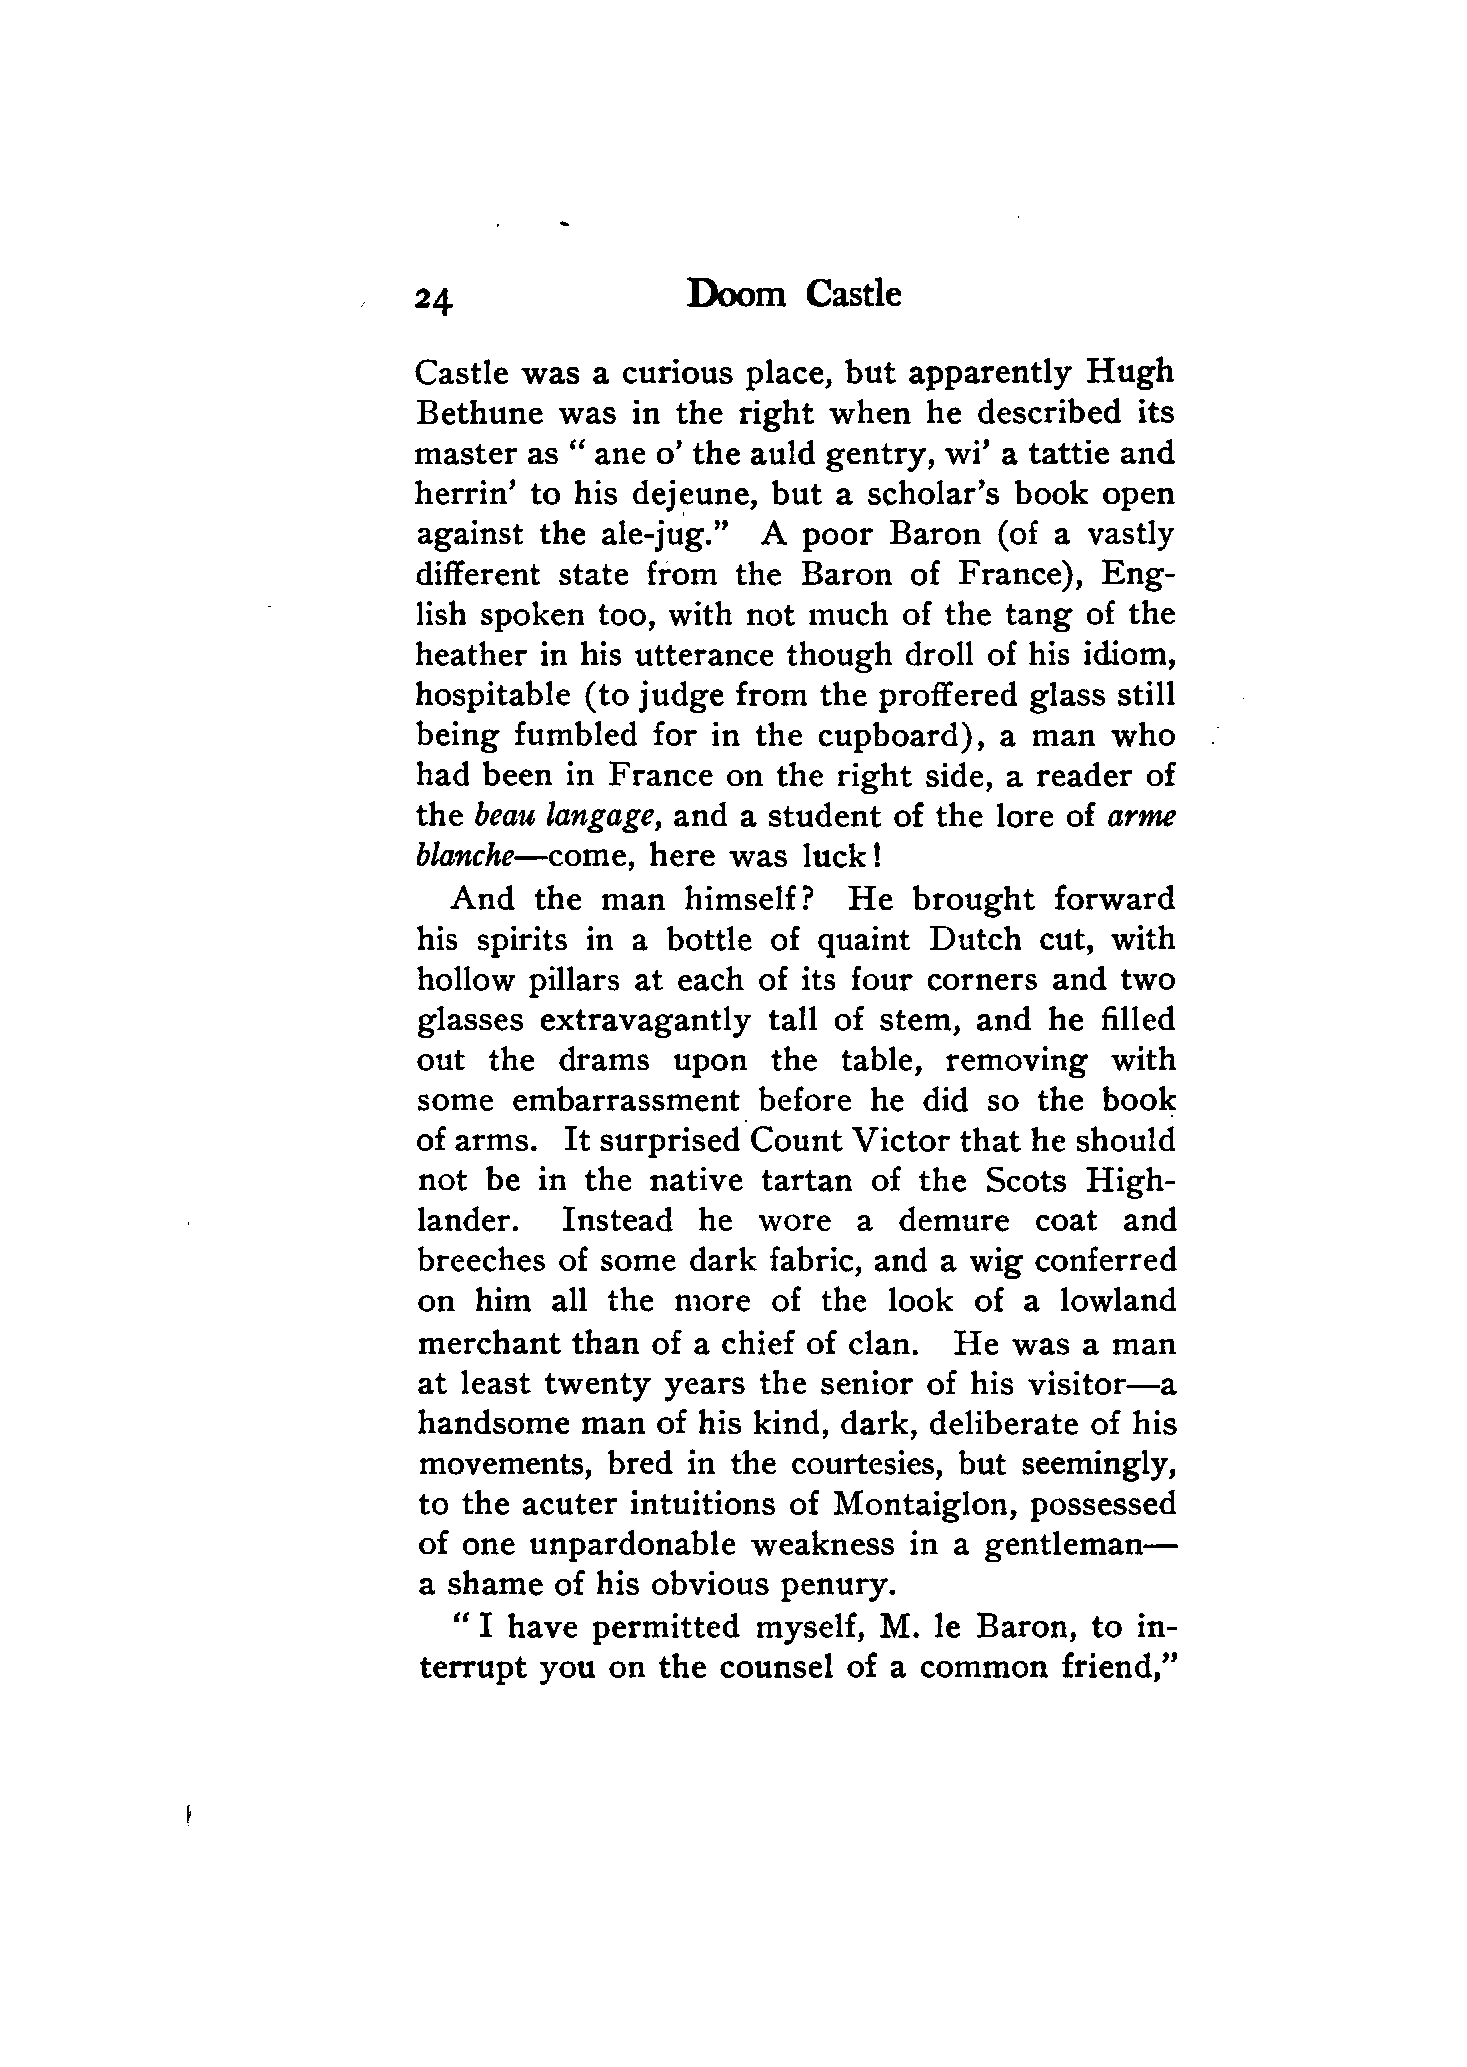 24 Doom Castle
Castle was a curious place, but apparently Hugh
Bethune was in the right when he described its
master as “ ane o’ the auld gentry, wi’ a tattie and
herrin’ to his dejeune, but a scholar’s book open
against the ale-jug.” A poor Baron (of a vastly
different state from the Baron of France), Eng-
lish spoken too, with not much of the tang of the
heather in his utterance though droll of his idiom,
hospitable (to judge from the proffered glass still
being fumbled for in the cupboard), a man who
had been in France on the right side, a reader of
the beau langage, and a student of the lore of arme
blanche—come, here was luck!
And the man himself? He brought forward
his spirits in a bottle of quaint Dutch cut, with
hollow pillars at each of its four corners and two
glasses extravagantly tall of stem, and he filled
out the drams upon the table, removing with
some embarrassment before he did so the book
of arms. It surprised Count Victor that he should
not be in the native tartan of the Scots High-
lander. Instead he wore a demure coat and
breeches of some dark fabric, and a wig conferred
on him all the more of the look of a lowland
merchant than of a chief of clan. He was a man
at least twenty years the senior of his visitor—a
handsome man of his kind, dark, deliberate of his
movements, bred in the courtesies, but seemingly,
to the acuter intuitions of Montaiglon, possessed
of one unpardonable weakness in a gentleman—
a shame of his obvious penury.
“ I have permitted myself, M. le Baron, to in-
terrupt you on the counsel of a common friend,”